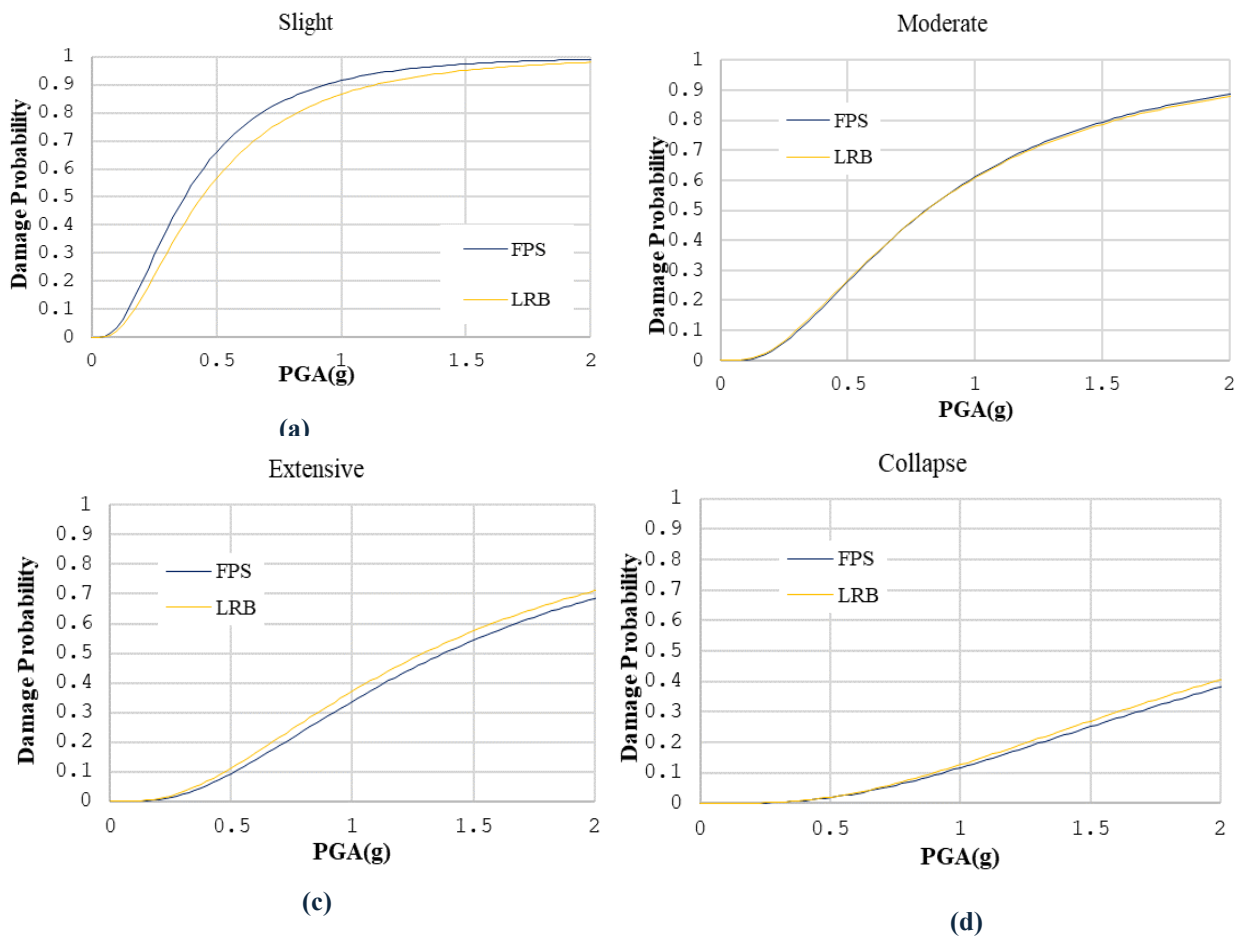 Slight
Damage Probability
1
0.9
0.8
0.7
0.6
0.5
0.4
0.3
0.2
0.1
0
FPS
LRB
0 0.5 1 1.5 2
PGA(g)
(a)
Moderate
Damage Probability
1
0.9
0.8
0.7
0.6
0.5
0.4
0.3
0.2
0.1
0
FPS
LRB
0 0.5 1 1.5 2
PGA(g)
Extensive
Damage Probability
1
0.9
0.8
0.7
0.6
0.5
0.4
0.3
0.2
0.1
0
FPS
LRB
0 0.5 1 1.5 2
PGA(g)
(c)
Collapse
Damage Probability
1
0.9
0.8
0.7
0.6
0.5
0.4
0.3
0.2
0.1
0
FPS
LRB
0 0.5 1 1.5 2
PGA(g)
(d)